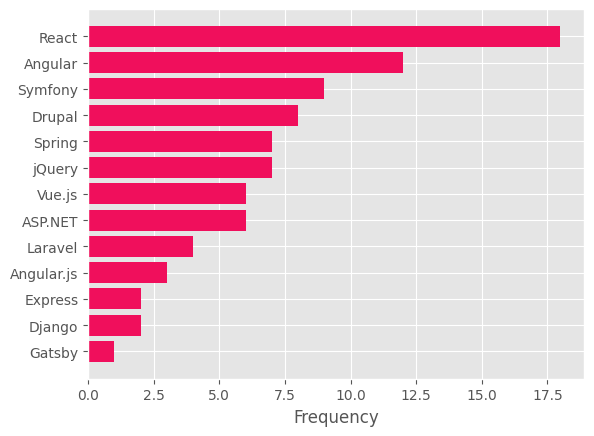 React
Angular
Symfony
Drupal
Spring
jQuery
Vue.js
ASP.NET
Laravel
Angular.js
Express
Django
Gatsby
0.0 2.5 5.0 7.5 10.0 12.5 15.0 17.5
Frequency